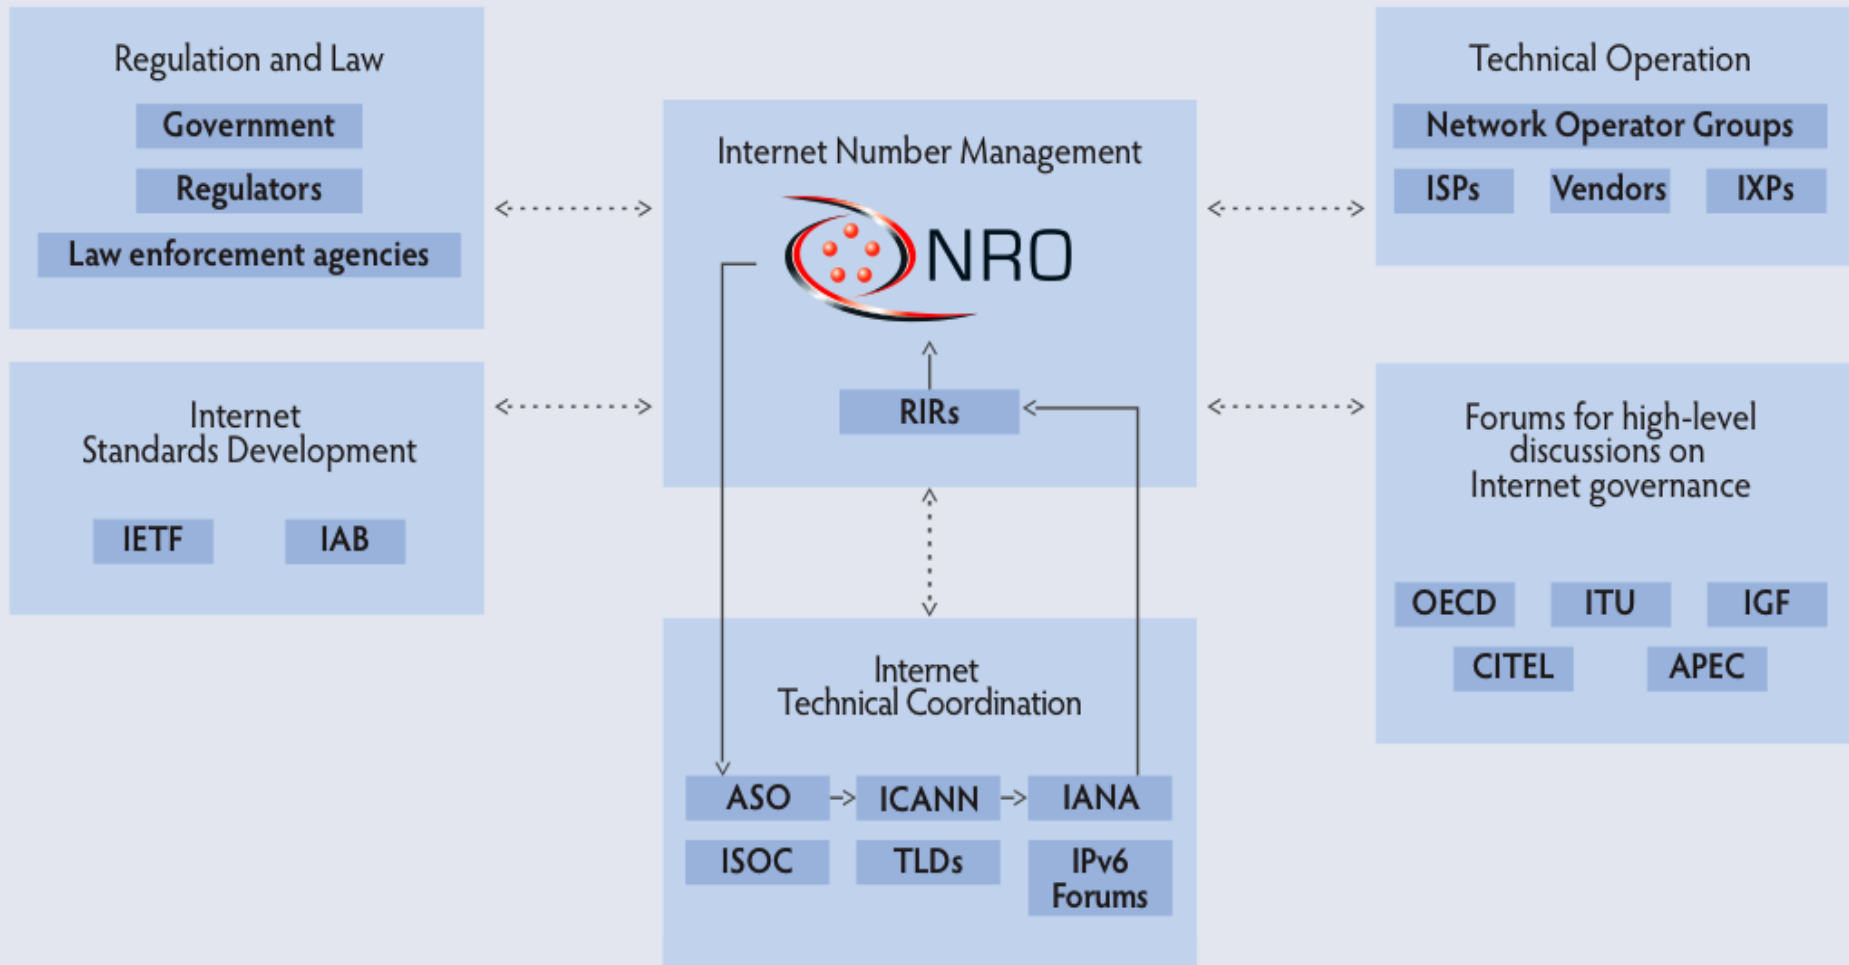 Regulation and Law
Government
Regulators
Law enforcement agencies
Internet
Standards Development
IETF IAB
Internet Number Management
NRO
RIRs
Internet
Technical Coordination
ASO ICANN IANA
ISOC TLDs IPv6
Forums
Technical Operation
Network Operator Groups
ISPs Vendors IXPs
Forums for high-level
discussions on
Internet governance
OECD ITU IGF
CITEL APEC